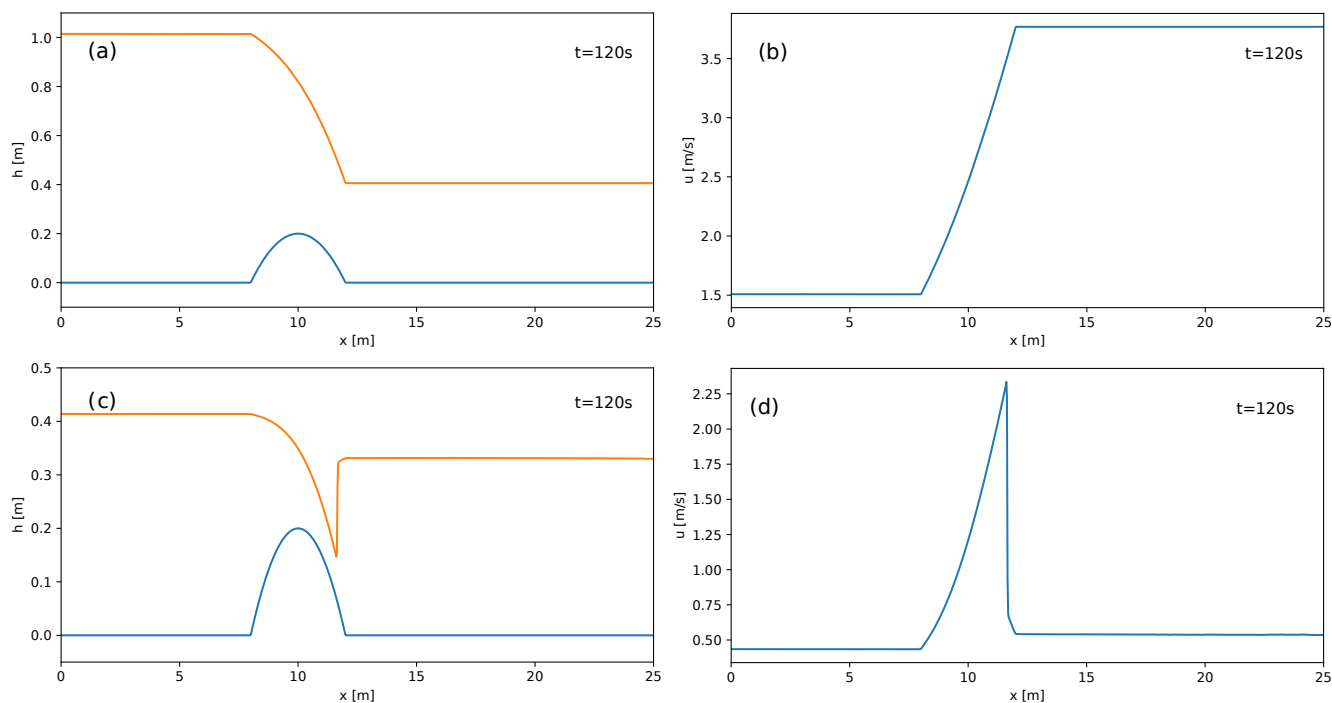 (a)
t=120s
h [m]
1.0
0.8
0.6
0.4
0.2
0.0
0 5 10 15 20 25
x [m]
(b)
t=120s
u [m/s]
3.5
3.0
2.5
2.0
1.5
0 5 10 15 20 25
x [m]
(c)
t=120s
h [m]
0.5
0.4
0.3
0.2
0.1
0.0
0 5 10 15 20 25
x [m]
(d)
t=120s
u [m/s]
2.25
2.00
1.75
1.50
1.25
1.00
0.75
0.50
0 5 10 15 20 25
x [m]